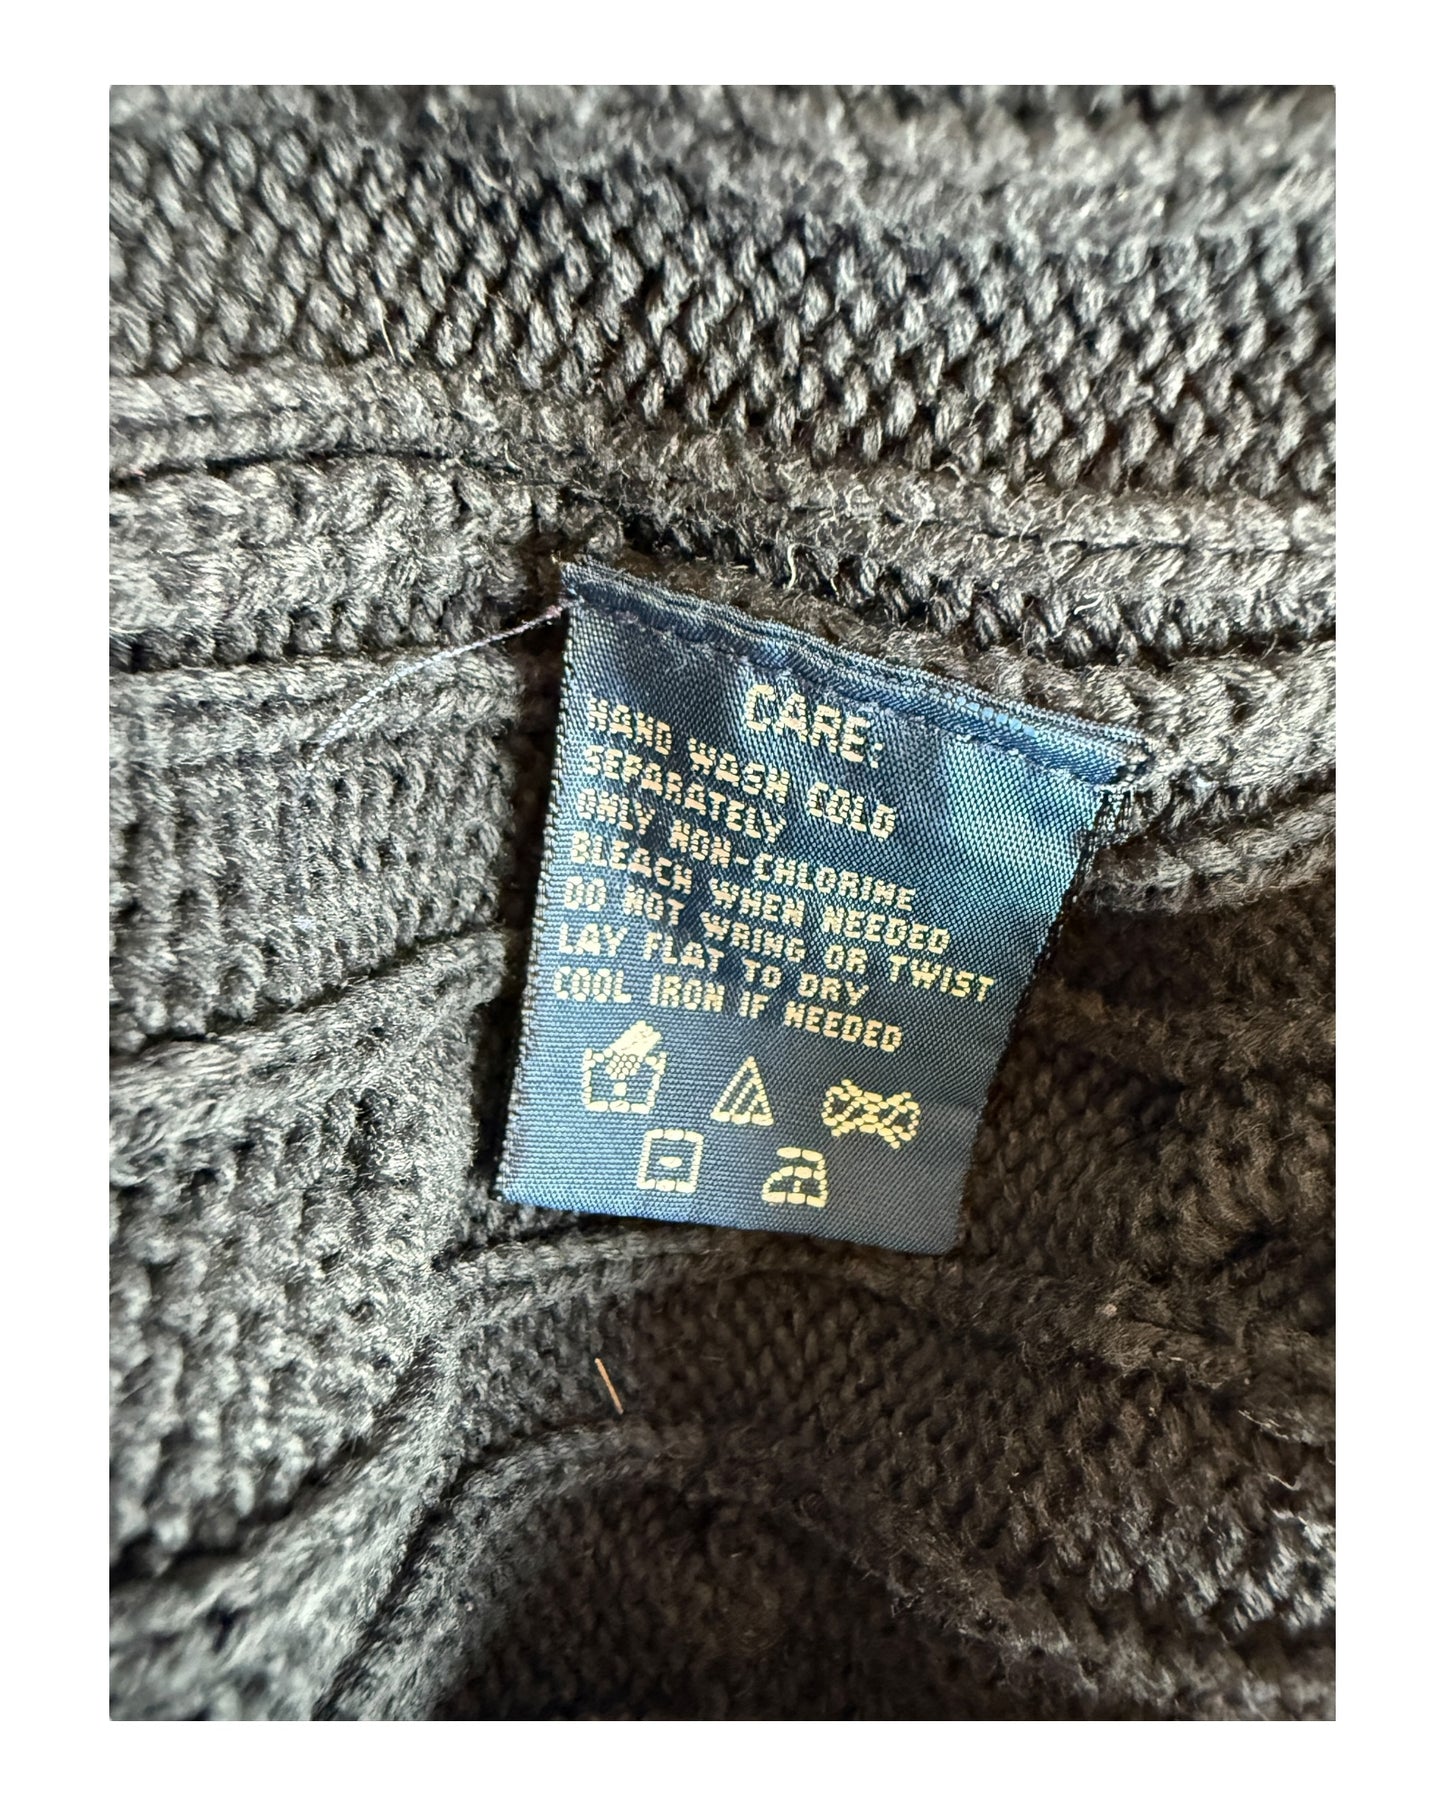 CARE:
HAND WASH COLD
SEPARATELY
ONLY NON-CHLORINE
BLEACH WHEN NEEDED
DO NOT WRING OR TWIST
LAY FLAT TO DRY
COOL IRON IF NEEDED